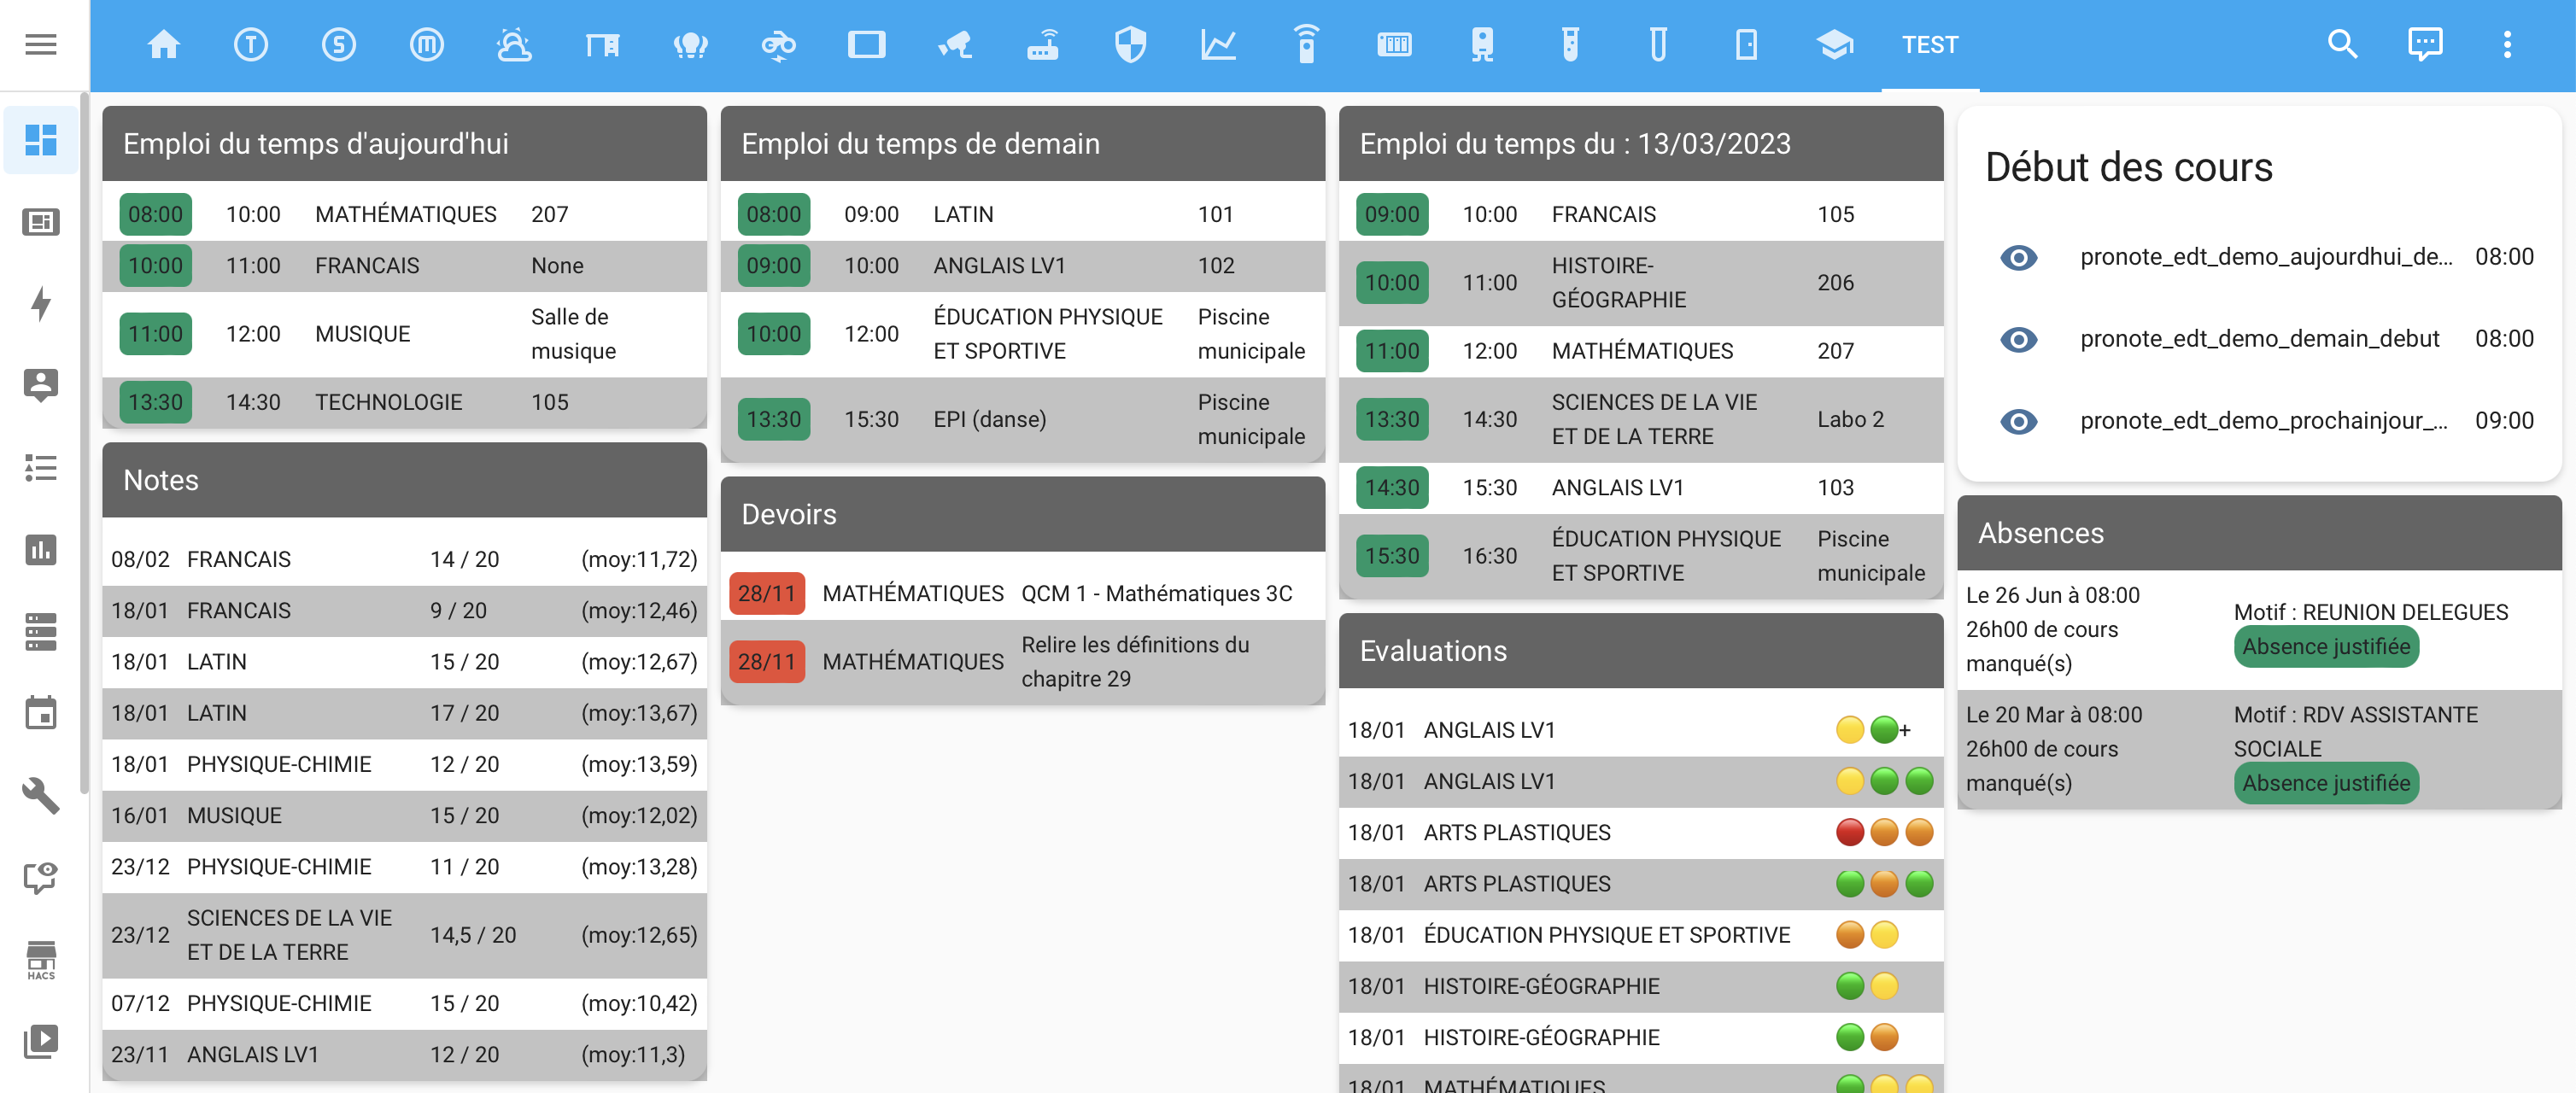 TEST
Emploi du temps d'aujourd'hui
08:00 10:00 MATHÉMATIQUES 207
10:00 11:00 FRANCAIS None
11:00 12:00 MUSIQUE Salle de
musique
13:30 14:30 TECHNOLOGIE 105
Notes
08/02 FRANCAIS 14 / 20 (moy:11,72)
18/01 FRANCAIS 9 / 20 (moy:12,46)
18/01 LATIN 15 / 20 (moy:12,67)
18/01 LATIN 17 / 20 (moy:13,67)
18/01 PHYSIQUE-CHIMIE 12 / 20 (moy:13,59)
16/01 MUSIQUE 15 / 20 (moy:12,02)
23/12 PHYSIQUE-CHIMIE 11 / 20 (moy:13,28)
23/12 SCIENCES DE LA VIE
ET DE LA TERRE 14,5 / 20 (moy:12,65)
07/12 PHYSIQUE-CHIMIE 15 / 20 (moy:10,42)
23/11 ANGLAIS LV1 12 / 20 (moy:11,3)
Emploi du temps de demain
08:00 09:00 LATIN 101
09:00 10:00 ANGLAIS LV1 102
10:00 12:00 ÉDUCATION PHYSIQUE Piscine
ET SPORTIVE municipale
13:30 15:30 EPI (danse) Piscine
municipale
Devoirs
28/11 MATHÉMATIQUES QCM 1 - Mathématiques 3C
28/11 MATHÉMATIQUES Relire les définitions du
chapitre 29
Emploi du temps du : 13/03/2023
09:00 10:00 FRANCAIS 105
10:00 11:00 HISTOIRE-
GÉOGRAPHIE 206
11:00 12:00 MATHÉMATIQUES 207
13:30 14:30 SCIENCES DE LA VIE
ET DE LA TERRE Labo 2
14:30 15:30 ANGLAIS LV1 103
15:30 16:30 ÉDUCATION PHYSIQUE Piscine
ET SPORTIVE municipale
Evaluations
18/01 ANGLAIS LV1 +
18/01 ANGLAIS LV1
18/01 ARTS PLASTIQUES
18/01 ARTS PLASTIQUES
18/01 ÉDUCATION PHYSIQUE ET SPORTIVE
18/01 HISTOIRE-GÉOGRAPHIE
18/01 HISTOIRE-GÉOGRAPHIE
18/01 MATHÉMATIQUES
Début des cours
pronote_edt_demo_aujourdhui_de... 08:00
pronote_edt_demo_demain_debut 08:00
pronote_edt_demo_prochainjour_... 09:00
Absences
Le 26 Jun à 08:00
26h00 de cours
manqué(s)
Motif : REUNION DELEGUES
Absence justifiée
Le 20 Mar à 08:00
26h00 de cours
manqué(s)
Motif : RDV ASSISTANTE
SOCIALE
Absence justifiée
HACS